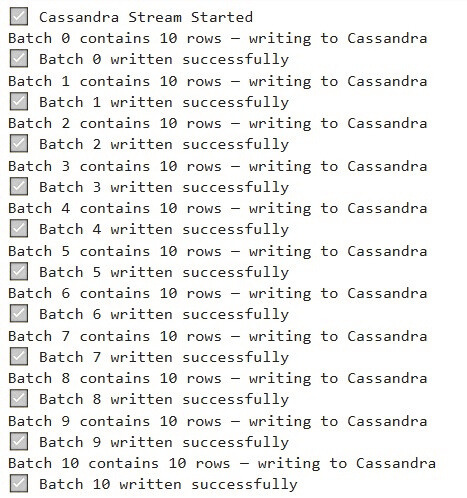 ✅ Cassandra Stream Started
Batch 0 contains 10 rows — writing to Cassandra
✅ Batch 0 written successfully
Batch 1 contains 10 rows — writing to Cassandra
✅ Batch 1 written successfully
Batch 2 contains 10 rows — writing to Cassandra
✅ Batch 2 written successfully
Batch 3 contains 10 rows — writing to Cassandra
✅ Batch 3 written successfully
Batch 4 contains 10 rows — writing to Cassandra
✅ Batch 4 written successfully
Batch 5 contains 10 rows — writing to Cassandra
✅ Batch 5 written successfully
Batch 6 contains 10 rows — writing to Cassandra
✅ Batch 6 written successfully
Batch 7 contains 10 rows — writing to Cassandra
✅ Batch 7 written successfully
Batch 8 contains 10 rows — writing to Cassandra
✅ Batch 8 written successfully
Batch 9 contains 10 rows — writing to Cassandra
✅ Batch 9 written successfully
Batch 10 contains 10 rows — writing to Cassandra
✅ Batch 10 written successfully